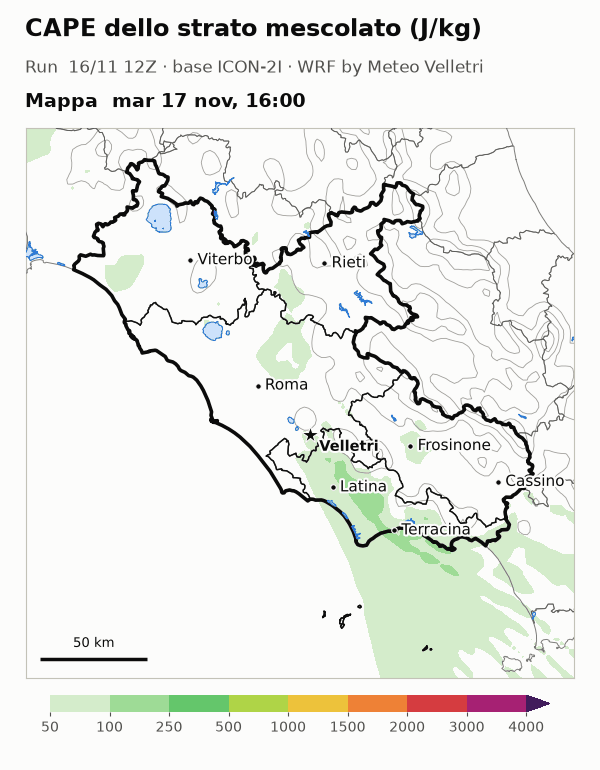 CAPE dello strato mescolato (J/kg)
Run  16/11 12Z · base ICON-2I · WRF by Meteo Velletri
Mappa  mar 17 nov, 16:00
Viterbo
Rieti
Roma
Velletri
Frosinone
Cassino
Latina
Terracina
50 km
50 100 250 500 1000 1500 2000 3000 4000